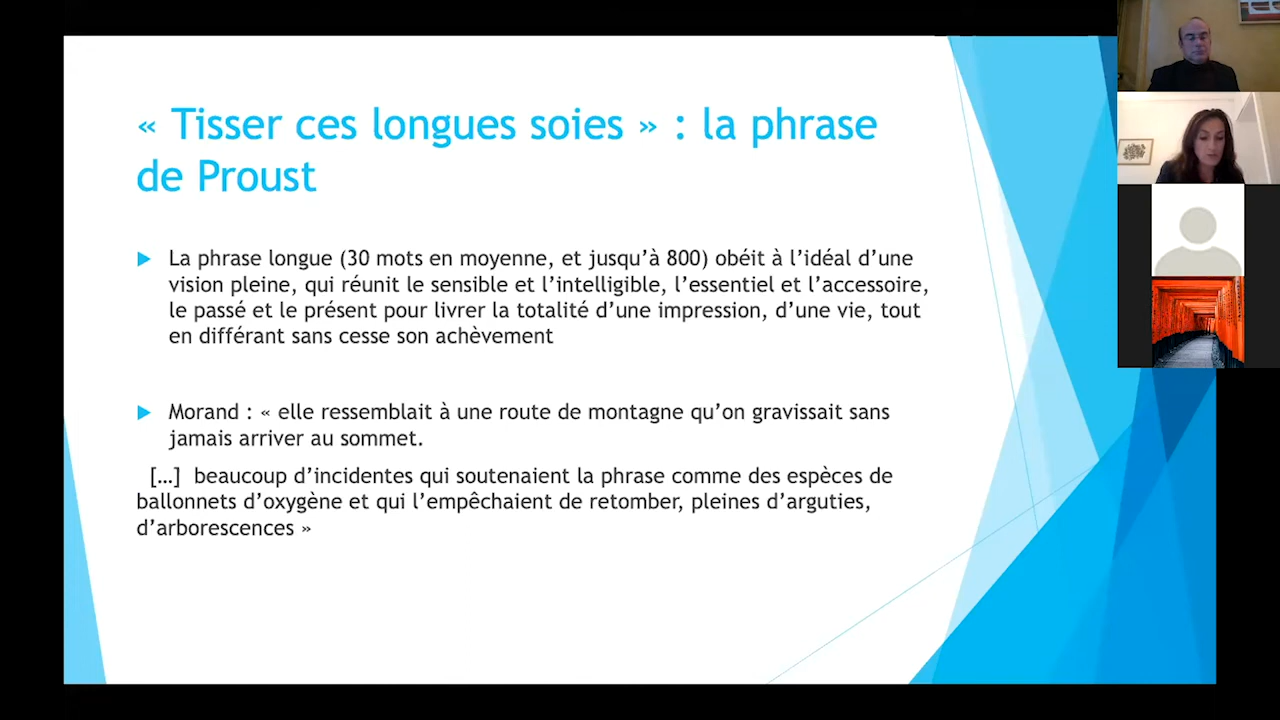 « Tisser ces longues soies » : la phrase
de Proust
La phrase longue (30 mots en moyenne, et jusqu’à 800) obéit à l’idéal d’une
vision pleine, qui réunit le sensible et l’intelligible, l’essentiel et l’accessoire,
le passé et le présent pour livrer la totalité d’une impression, d’une vie, tout
en différant sans cesse son achèvement
Morand : « elle ressemblait à une route de montagne qu’on gravissait sans
jamais arriver au sommet.
[…] beaucoup d’incidentes qui soutenaient la phrase comme des espèces de
ballonnets d’oxygène et qui l’empêchaient de retomber, pleines d’arguties,
d’arborescences »